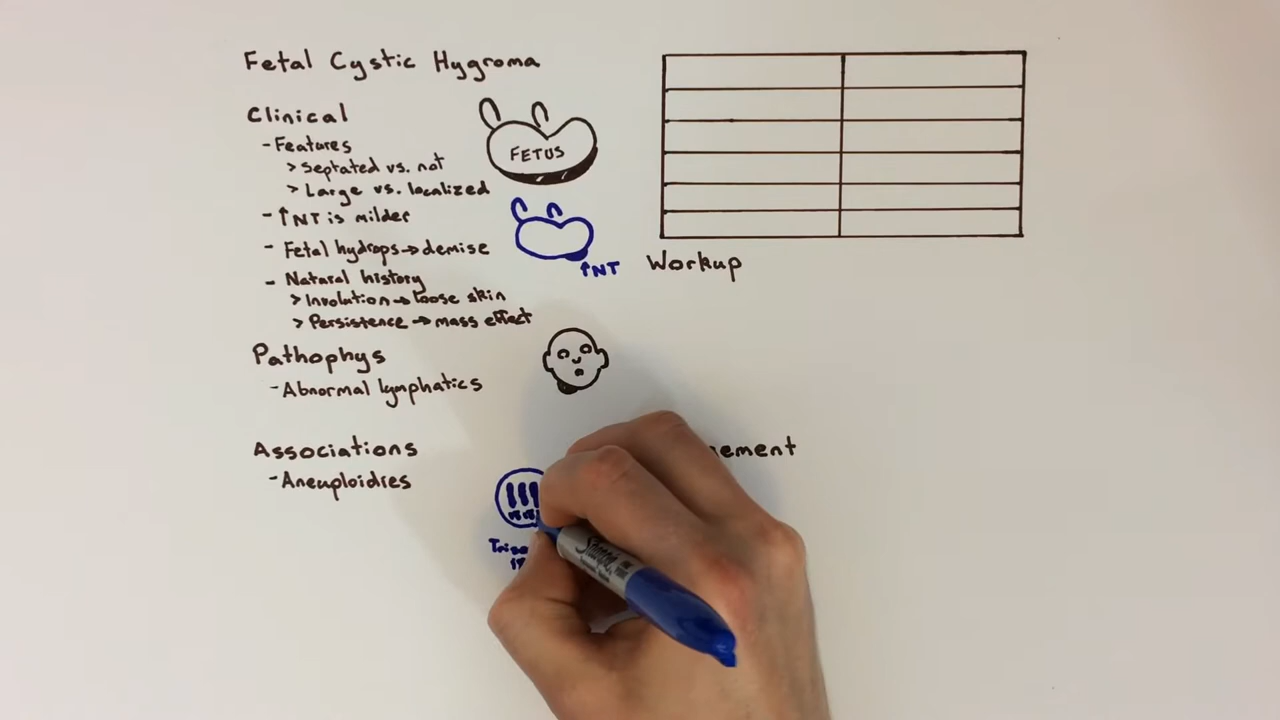 Fetal Cystic Hygroma
Clinical
- Features
> Septated vs. not
> Large vs. localized
- ↑NT is milder
- Fetal hydrops → demise
- Natural history
> Involution → loose skin
> Persistence → mass effect
Pathophys
- Abnormal lymphatics
Associations
- Aneuploidies
FETUS
↑NT
Workup
Sharpie